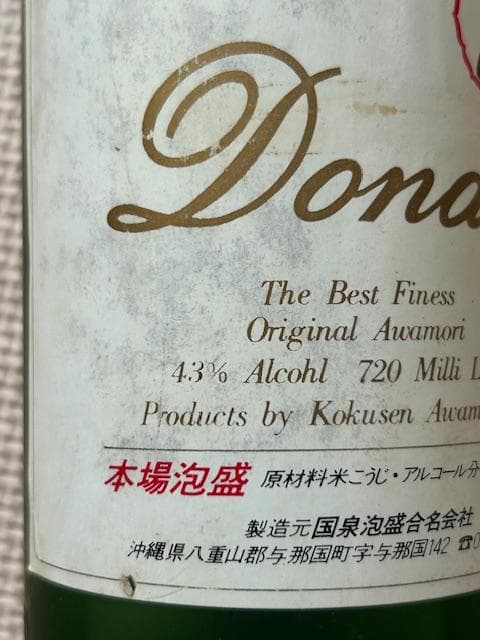 Dona
The Best Finess
Original Awamori
43% Alcohl 720 Milli L
Products by Kokusen Awam
本場泡盛 原材料米こうじ・アルコール分
製造元国泉泡盛合名会社
沖縄県八重山郡与那国町字与那国142 ☎0